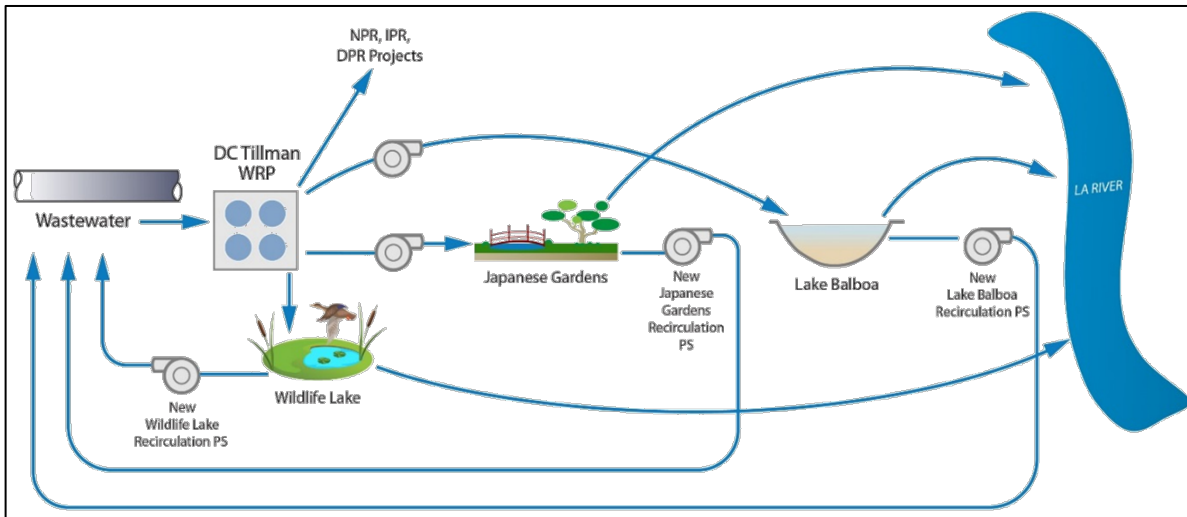 NPR, IPR,
DPR Projects
DC Tillman
WRP
LA RIVER
Wastewater
Japanese Gardens
New
Japanese
Gardens
Recirculation
PS
Lake Balboa
New
Lake Balboa
Recirculation PS
Wildlife Lake
New
Wildlife Lake
Recirculation PS